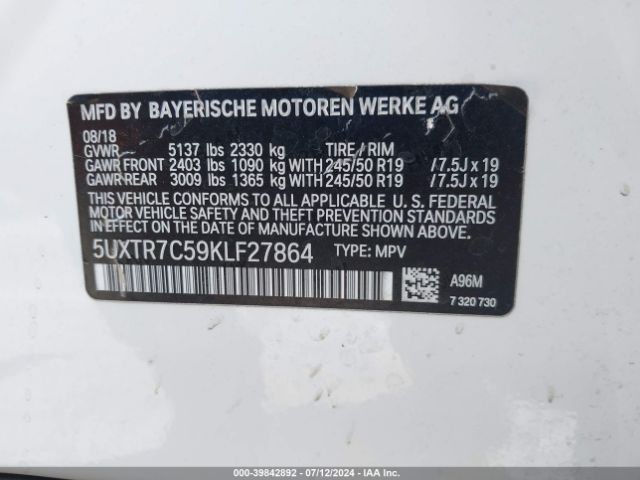 MFD BY BAYERISCHE MOTOREN WERKE AG
08/18
GVWR 5137 lbs 2330 kg TIRE / RIM
GAWR FRONT 2403 lbs 1090 kg WITH 245/50 R19 /7.5J x 19
GAWR REAR 3009 lbs 1365 kg WITH 245/50 R19 /7.5J x 19
THIS VEHICLE CONFORMS TO ALL APPLICABLE U. S. FEDERAL
MOTOR VEHICLE SAFETY AND THEFT PREVENTION STANDARDS
IN EFFECT ON THE DATE OF MANUFACTURE SHOWN ABOVE.
5UXTR7C59KLF27864 TYPE: MPV
A96M
7 320 730
000-39842892 - 07/12/2024 - IAA Inc.